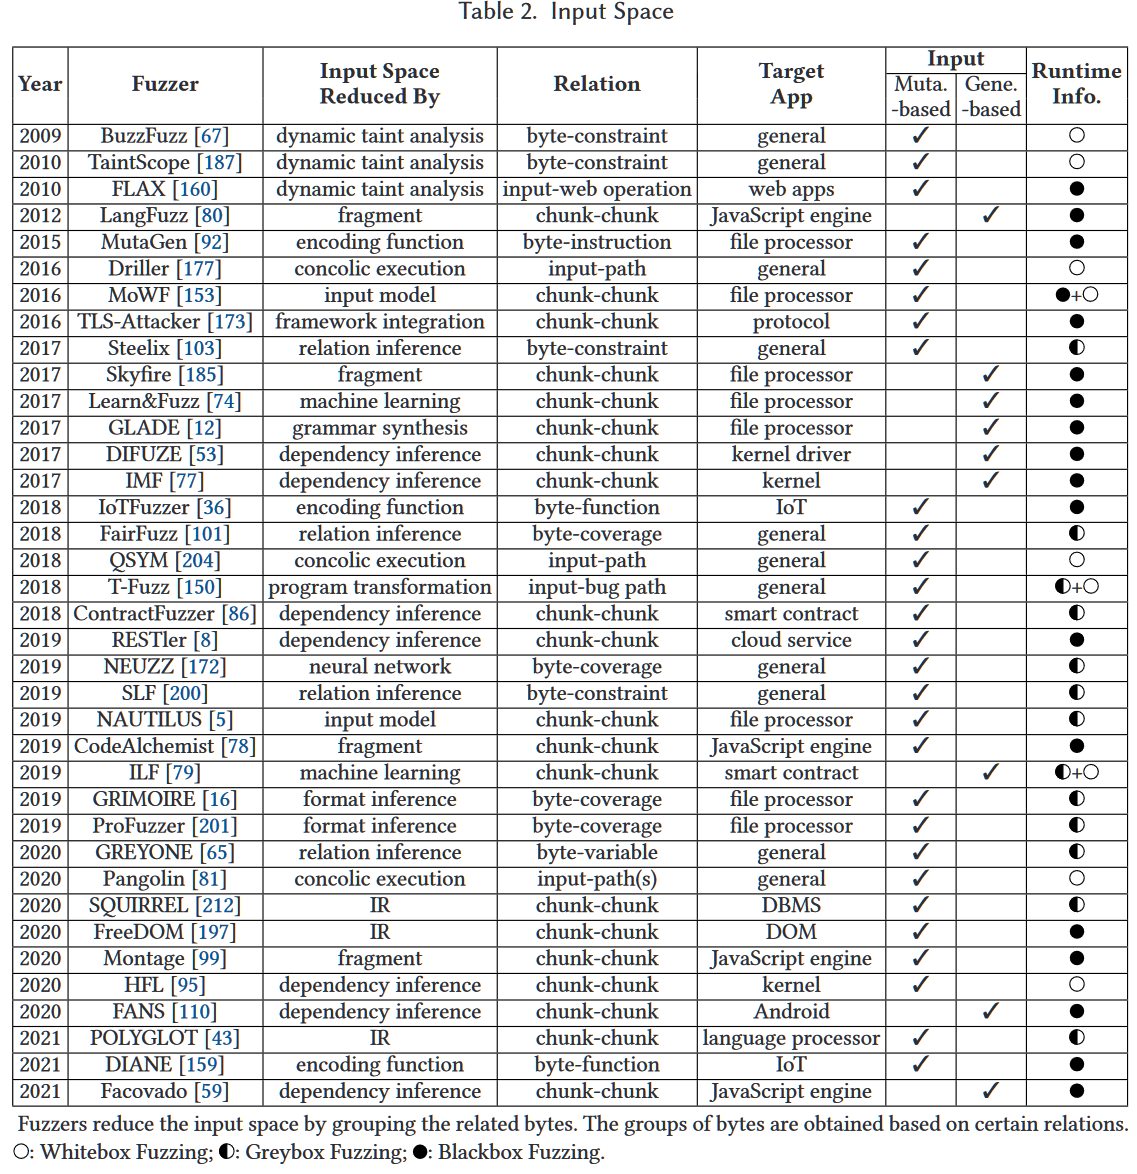 Table 2. Input Space
Year Fuzzer Input Space Reduced By Relation Target App Input Muta. -based Gene. -based Runtime Info.
2009 BuzzFuzz [67] dynamic taint analysis byte-constraint general ✓ ○
2010 TaintScope [187] dynamic taint analysis byte-constraint general ✓ ○
2010 FLAX [160] dynamic taint analysis input-web operation web apps ✓ ●
2012 LangFuzz [80] fragment chunk-chunk JavaScript engine ✓ ●
2015 MutaGen [92] encoding function byte-instruction file processor ✓ ●
2016 Driller [177] concolic execution input-path general ✓ ○
2016 MoWF [153] input model chunk-chunk file processor ✓ ●+○
2016 TLS-Attacker [173] framework integration chunk-chunk protocol ✓ ●
2017 Steelix [103] relation inference byte-constraint general ✓ ◐
2017 Skyfire [185] fragment chunk-chunk file processor ✓ ●
2017 Learn&Fuzz [74] machine learning chunk-chunk file processor ✓ ●
2017 GLADE [12] grammar synthesis chunk-chunk file processor ✓ ●
2017 DIFUZE [53] dependency inference chunk-chunk kernel driver ✓ ●
2017 IMF [77] dependency inference chunk-chunk kernel ✓ ●
2018 IoTFuzzer [36] encoding function byte-function IoT ✓ ●
2018 FairFuzz [101] relation inference byte-coverage general ✓ ◐
2018 QSYM [204] concolic execution input-path general ✓ ○
2018 T-Fuzz [150] program transformation input-bug path general ✓ ◐+○
2018 ContractFuzzer [86] dependency inference chunk-chunk smart contract ✓ ◐
2019 RESTler [8] dependency inference chunk-chunk cloud service ✓ ●
2019 NEUZZ [172] neural network byte-coverage general ✓ ◐
2019 SLF [200] relation inference byte-constraint general ✓ ◐
2019 NAUTILUS [5] input model chunk-chunk file processor ✓ ◐
2019 CodeAlchemist [78] fragment chunk-chunk JavaScript engine ✓ ●
2019 ILF [79] machine learning chunk-chunk smart contract ✓ ◐+○
2019 GRIMOIRE [16] format inference byte-coverage file processor ✓ ◐
2019 ProFuzzer [201] format inference byte-coverage file processor ✓ ◐
2020 GREYONE [65] relation inference byte-variable general ✓ ◐
2020 Pangolin [81] concolic execution input-path(s) general ✓ ○
2020 SQUIRREL [212] IR chunk-chunk DBMS ✓ ◐
2020 FreeDOM [197] IR chunk-chunk DOM ✓ ●
2020 Montage [99] fragment chunk-chunk JavaScript engine ✓ ●
2020 HFL [95] dependency inference chunk-chunk kernel ✓ ○
2020 FANS [110] dependency inference chunk-chunk Android ✓ ●
2021 POLYGLOT [43] IR chunk-chunk language processor ✓ ◐
2021 DIANE [159] encoding function byte-function IoT ✓ ●
2021 Facovado [59] dependency inference chunk-chunk JavaScript engine ✓ ●
Fuzzers reduce the input space by grouping the related bytes. The groups of bytes are obtained based on certain relations.
○: Whitebox Fuzzing; ◐: Greybox Fuzzing; ●: Blackbox Fuzzing.